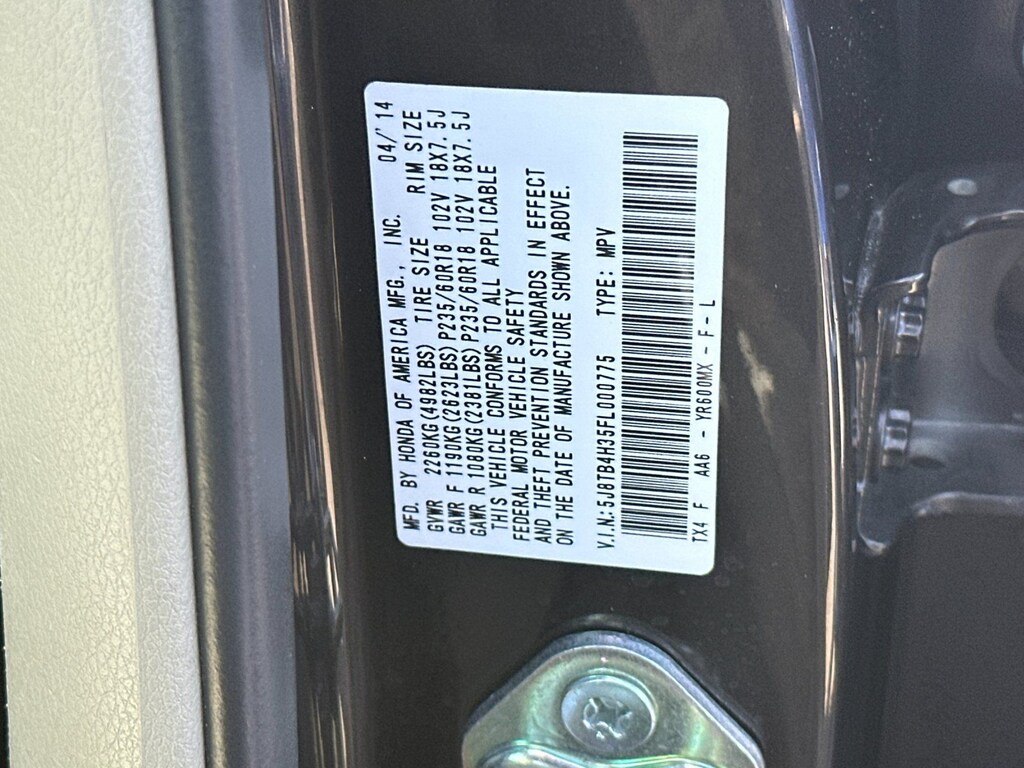 MFD. BY HONDA OF AMERICA MFG., INC. 04/'14
GVWR 2260KG(4982LBS) TIRE SIZE RIM SIZE
GAWR F 1190KG(2623LBS)P235/60R18 102V 18X7.5J
GAWR R 1080KG(2381LBS)P235/60R18 102V 18X7.5J
THIS VEHICLE CONFORMS TO ALL APPLICABLE
FEDERAL MOTOR VEHICLE SAFETY
AND THEFT PREVENTION STANDARDS IN EFFECT
ON THE DATE OF MANUFACTURE SHOWN ABOVE.
V.I.N:5J8TB4H35FL000775 TYPE: MPV
TX4 F AA6 - YR600MX - F - L